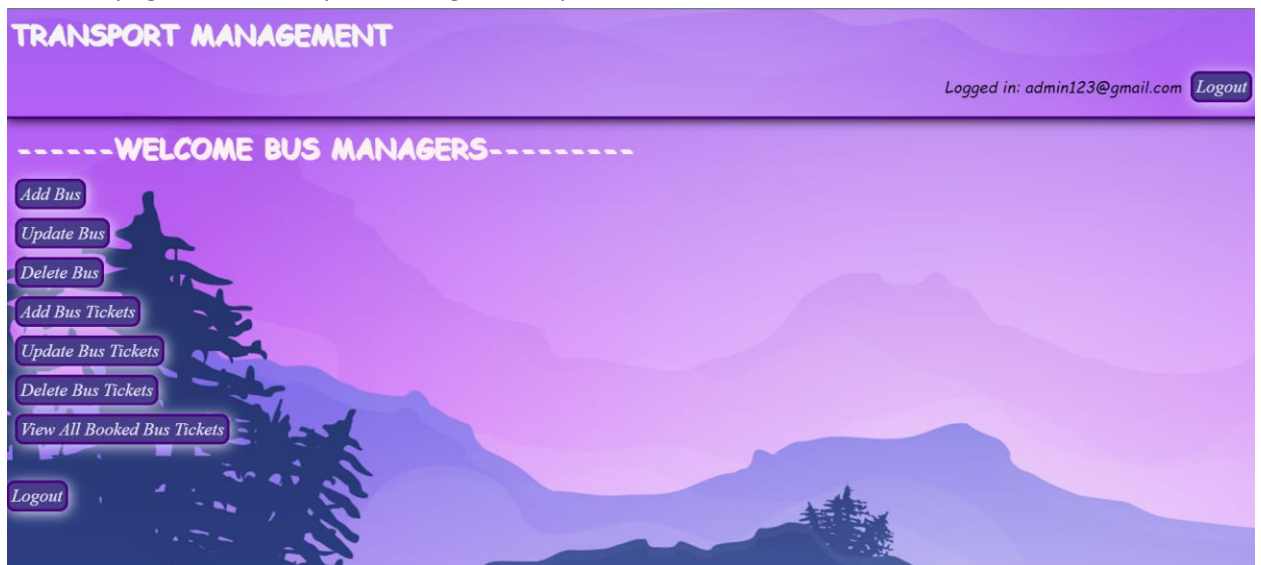 TRANSPORT MANAGEMENT
Logged in: admin123@gmail.com Logout
------WELCOME BUS MANAGERS---------
Add Bus
Update Bus
Delete Bus
Add Bus Tickets
Update Bus Tickets
Delete Bus Tickets
View All Booked Bus Tickets
Logout